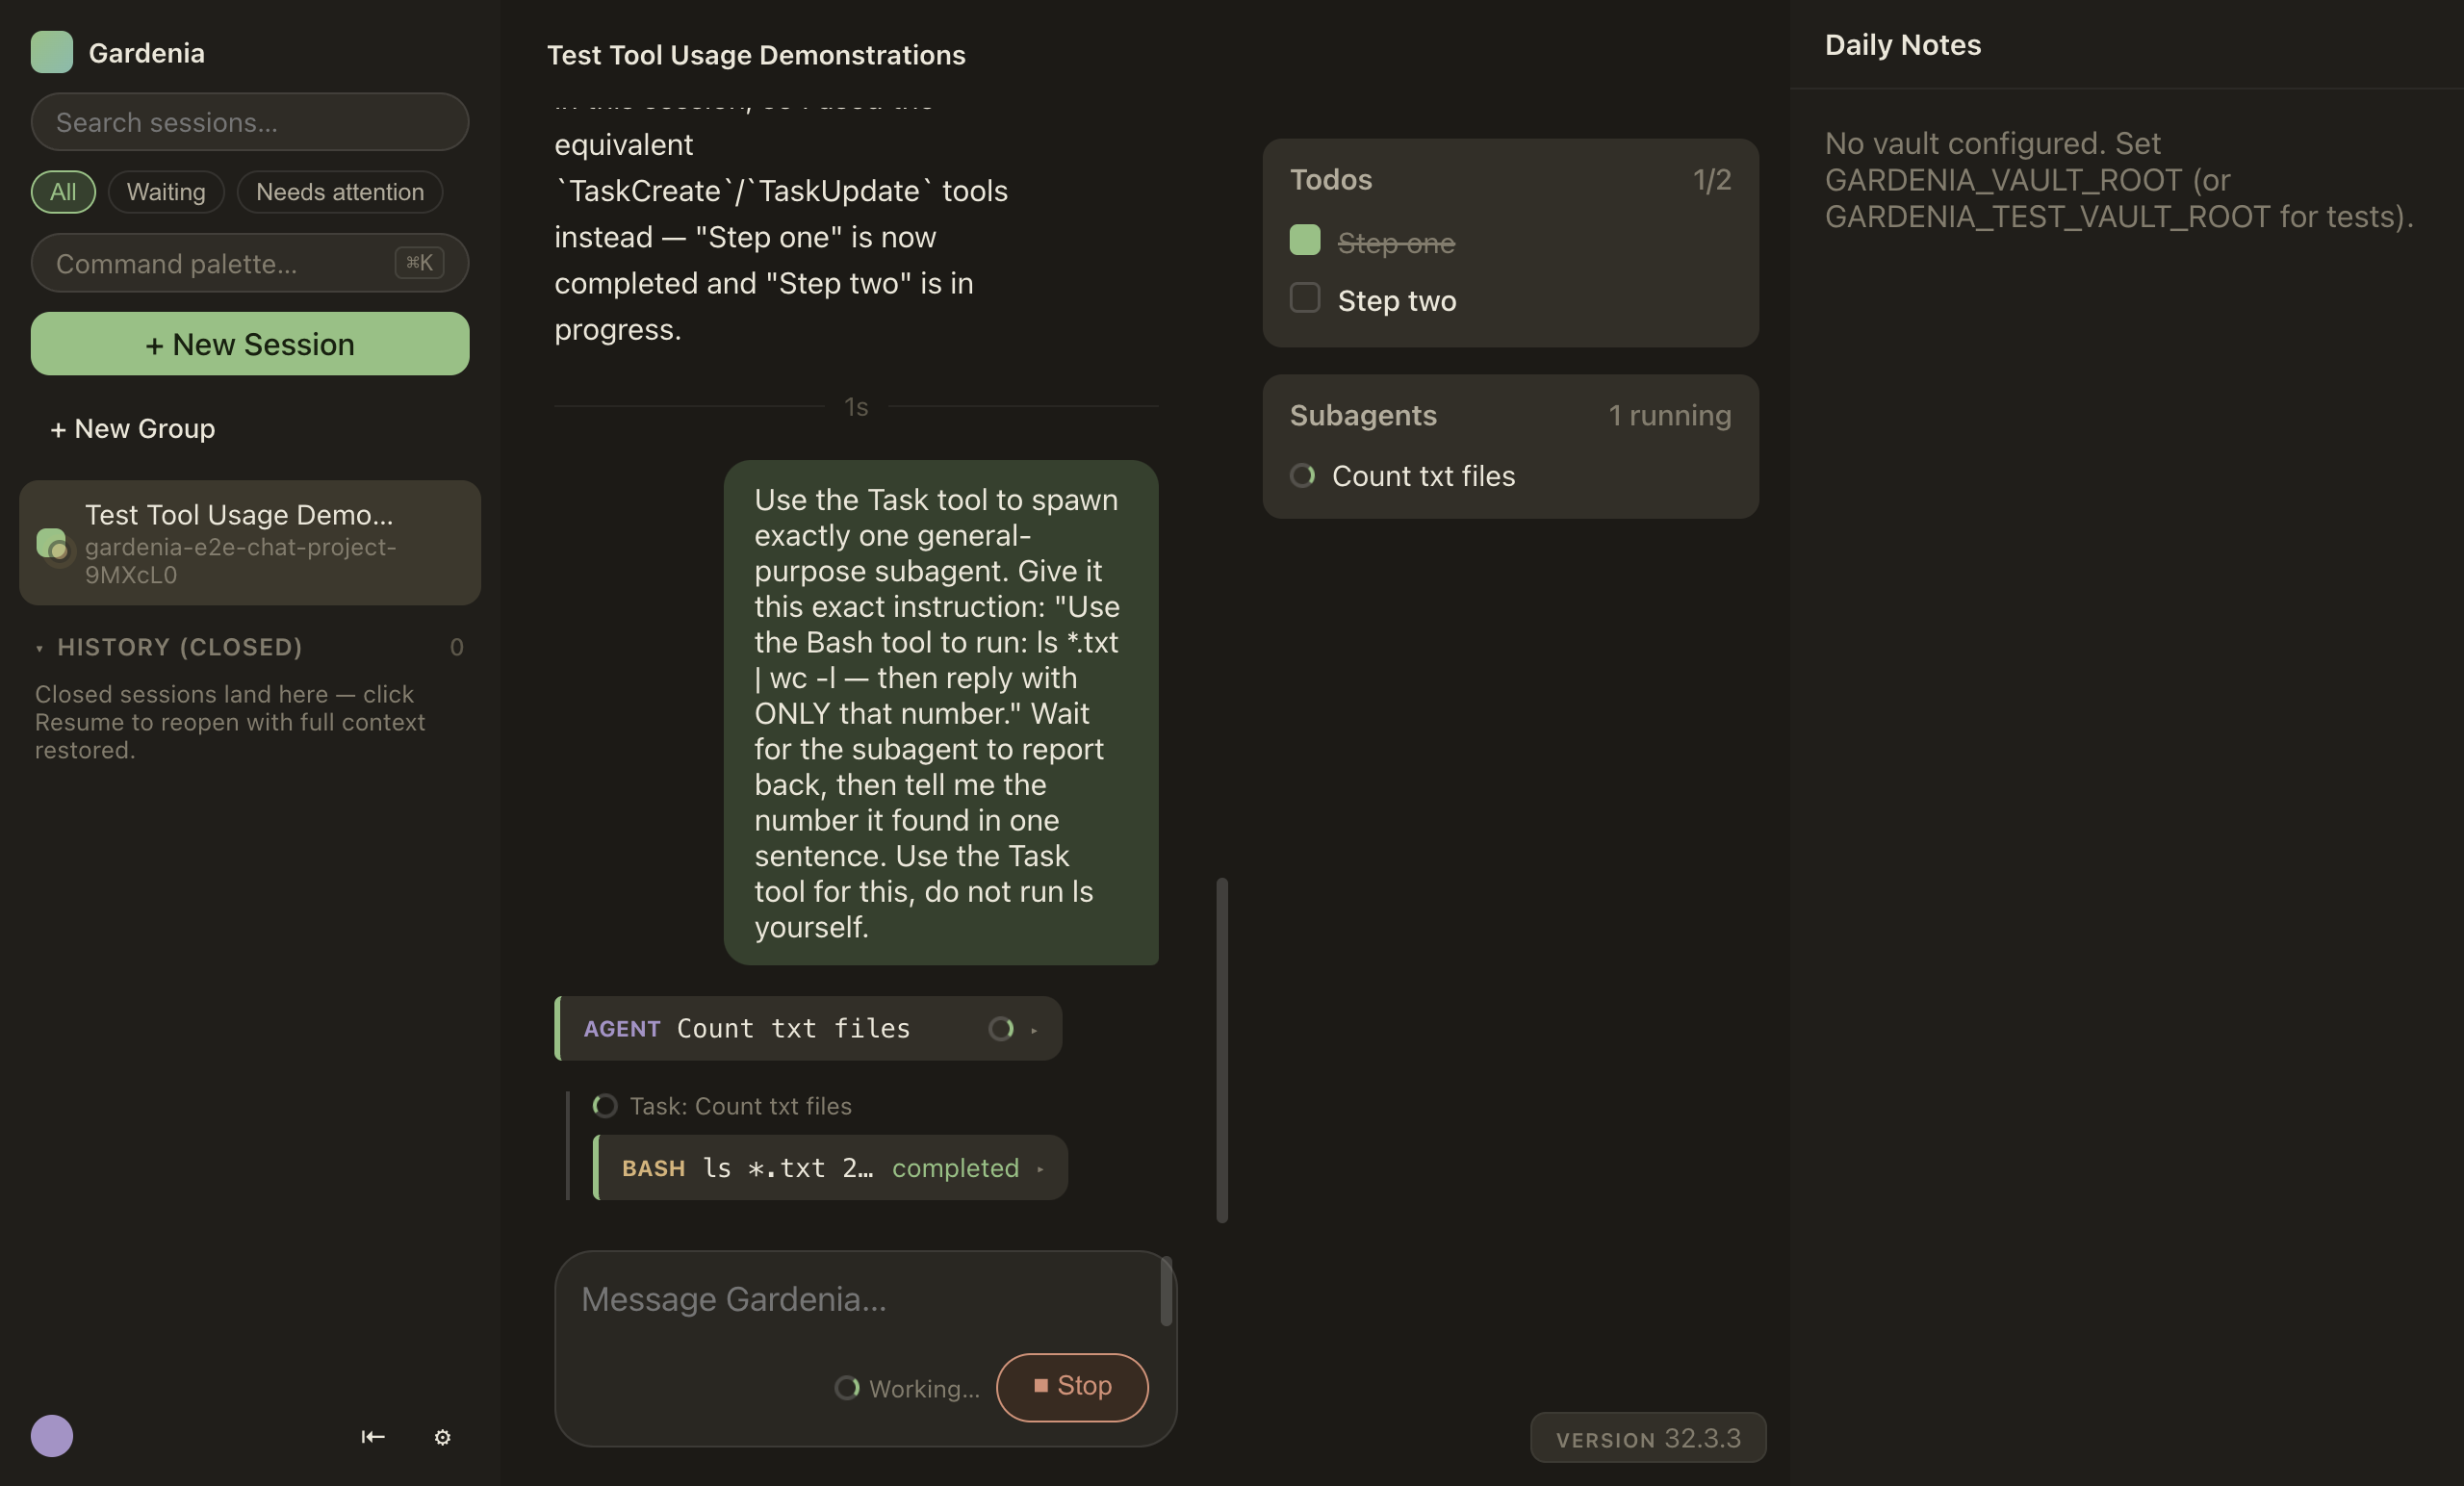 Gardenia
Search sessions...
All
Waiting
Needs attention
Command palette...
⌘K
+ New Session
+ New Group
Test Tool Usage Demo...
gardenia-e2e-chat-project-
9MXcL0
HISTORY (CLOSED)
0
Closed sessions land here — click
Resume to reopen with full context
restored.
Test Tool Usage Demonstrations
in this session, so I used the
equivalent
`TaskCreate`/`TaskUpdate` tools
instead — "Step one" is now
completed and "Step two" is in
progress.
1s
Use the Task tool to spawn
exactly one general-
purpose subagent. Give it
this exact instruction: "Use
the Bash tool to run: ls *.txt
| wc -l — then reply with
ONLY that number." Wait
for the subagent to report
back, then tell me the
number it found in one
sentence. Use the Task
tool for this, do not run ls
yourself.
AGENT Count txt files
Task: Count txt files
BASH ls *.txt 2… completed
Message Gardenia...
Working...
Stop
Todos
1/2
Step one
Step two
Subagents
1 running
Count txt files
VERSION 32.3.3
Daily Notes
No vault configured. Set
GARDENIA_VAULT_ROOT (or
GARDENIA_TEST_VAULT_ROOT for tests).